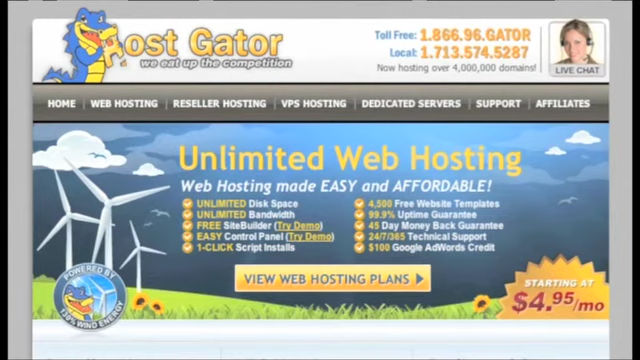 Host Gator
we eat up the competition
Toll Free: 1.866.96.GATOR
Local: 1.713.574.5287
Now hosting over 4,000,000 domains!
LIVE CHAT
HOME | WEB HOSTING | RESELLER HOSTING | VPS HOSTING | DEDICATED SERVERS | SUPPORT | AFFILIATES
Unlimited Web Hosting
Web Hosting made EASY and AFFORDABLE!
UNLIMITED Disk Space
UNLIMITED Bandwidth
FREE SiteBuilder (Try Demo)
EASY Control Panel (Try Demo)
1-CLICK Script Installs
4,500 Free Website Templates
99.9% Uptime Guarantee
45 Day Money Back Guarantee
24/7/365 Technical Support
$100 Google AdWords Credit
VIEW WEB HOSTING PLANS
POWERED BY
130% WIND ENERGY
STARTING AT
$4.95/mo